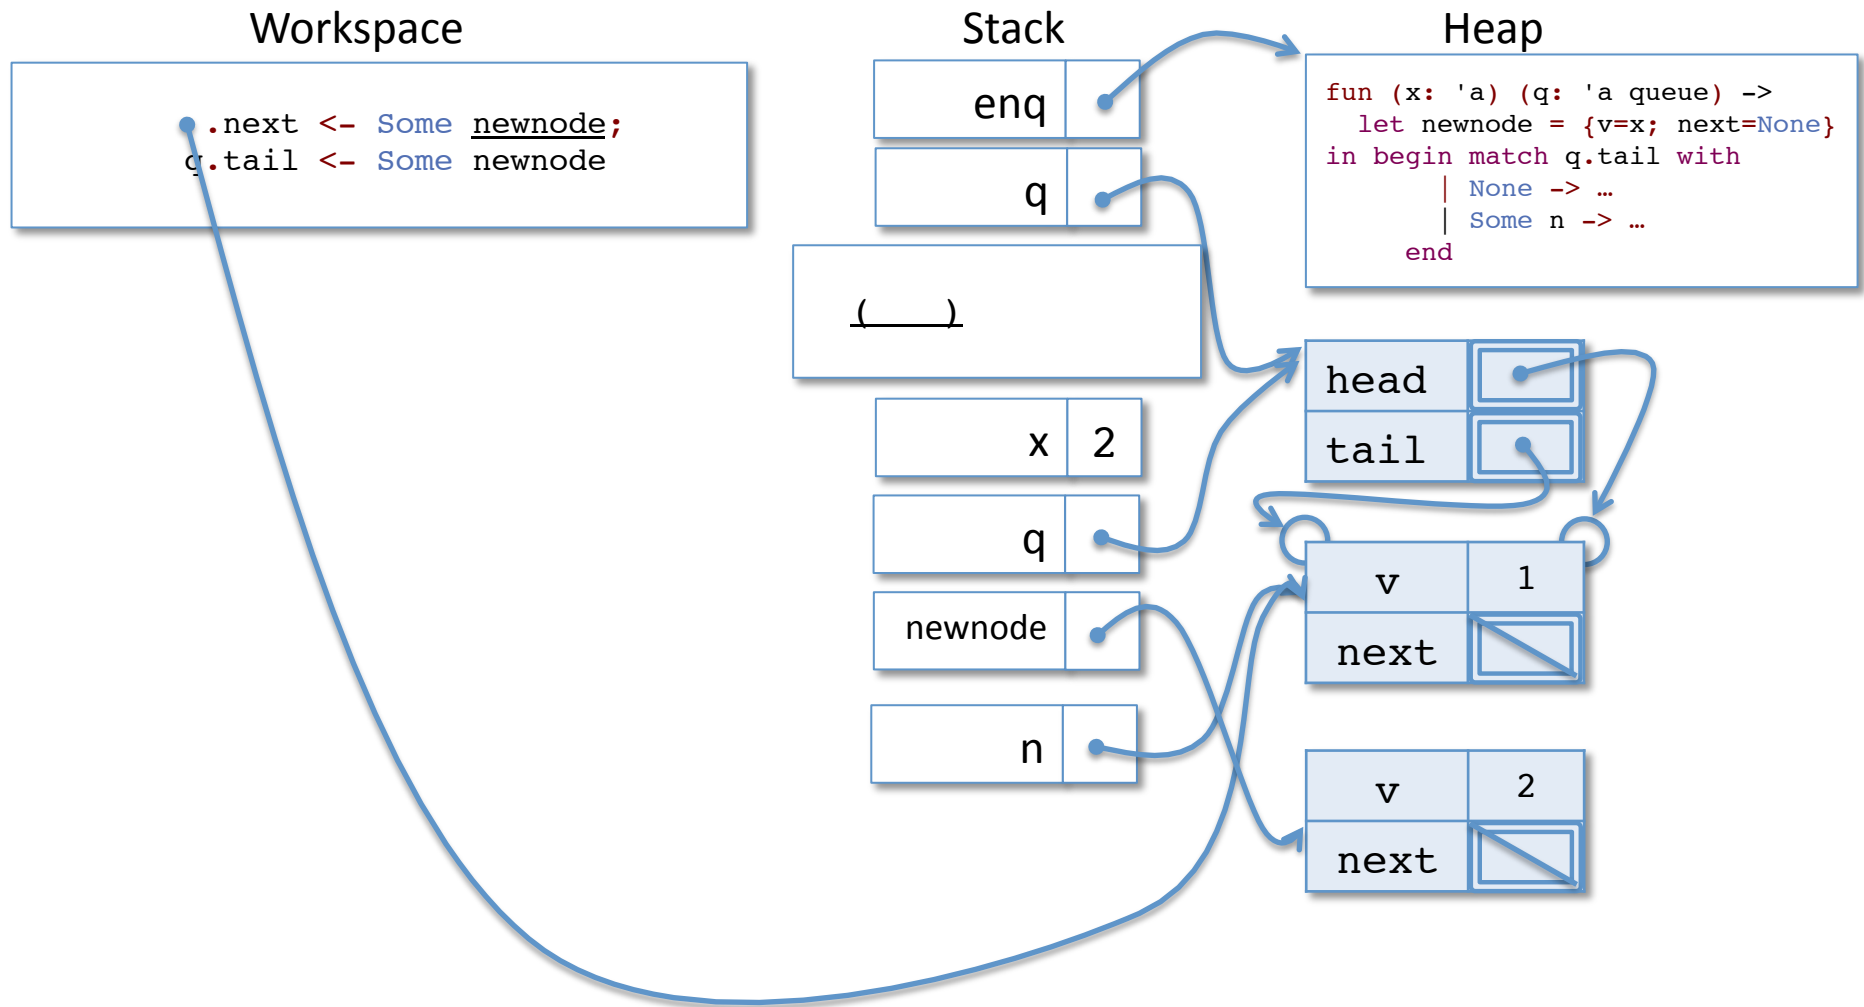 Workspace
.next <- Some newnode;
q.tail <- Some newnode
Stack
enq
q
(    )
x 2
q
newnode
n
Heap
fun (x: 'a) (q: 'a queue) ->
let newnode = {v=x; next=None}
in begin match q.tail with
| None -> …
| Some n -> …
end
head
tail
v 1
next
v 2
next